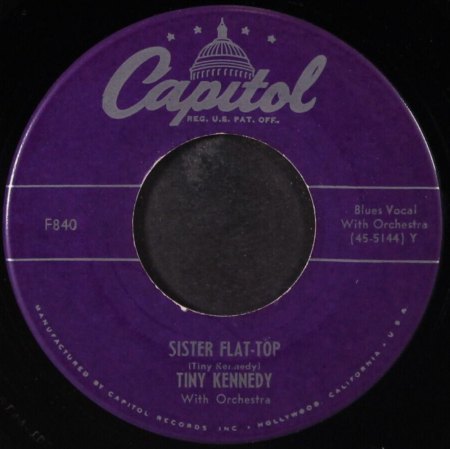 Capitol
REG. U.S. PAT. OFF.
F840
Blues Vocal
With Orchestra
(45-5144) Y
SISTER FLAT-TOP
(Tiny Kennedy)
TINY KENNEDY
With Orchestra
MANUFACTURED BY CAPITOL RECORDS INC • HOLLYWOOD, CALIFORNIA • U.S.A.